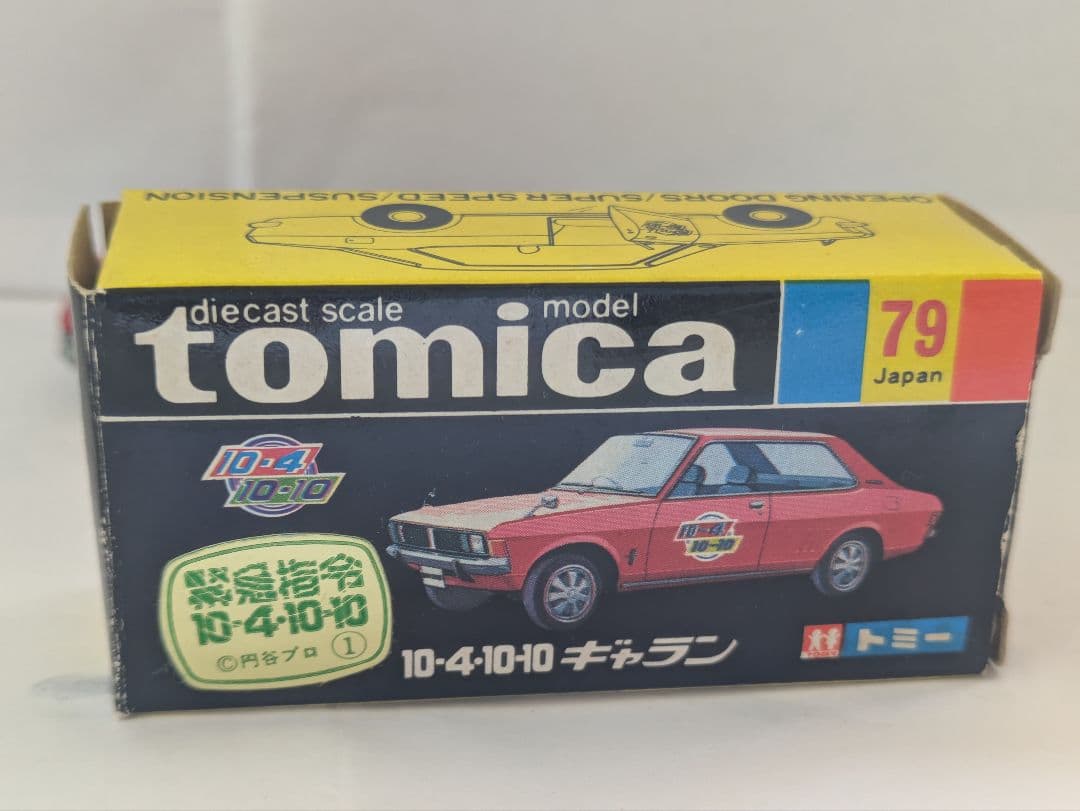 OPENING DOORS/SUPER SPEED/SUSPENSION
diecast scale model
tomica
79
Japan
10-4
10-10
10-4
10-10
緊急指令
10-4・10-10
©円谷プロ ①
10-4・10-10 ギャラン
TOMY
トミー